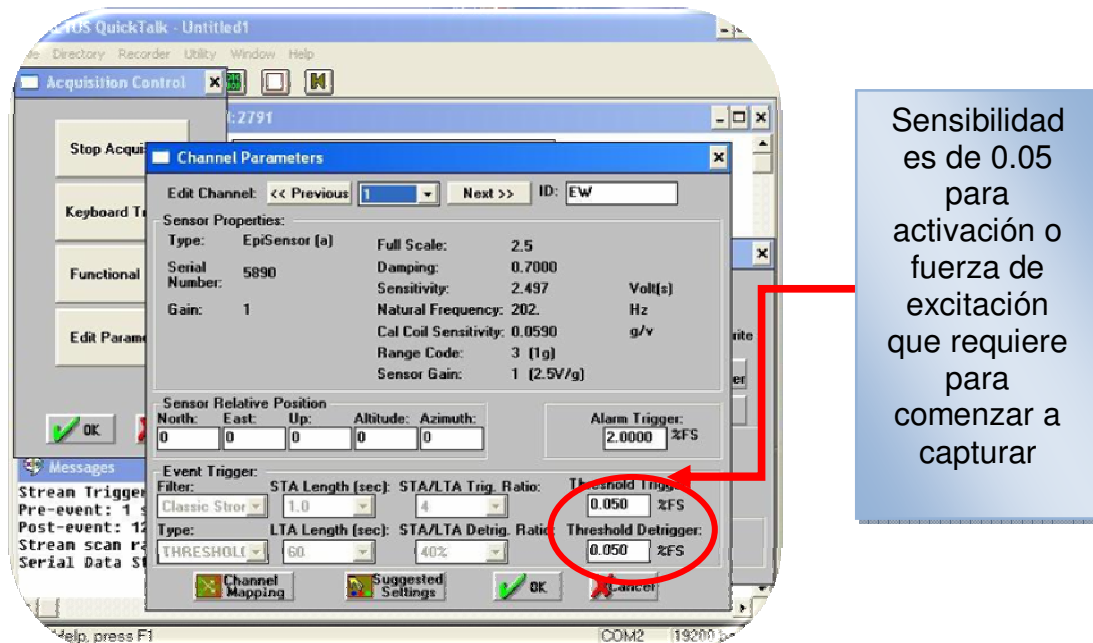 QuickTalk - Untitled1
Directory Recorder Utility Window Help
Acquisition Control
:2791
Stop Acqui
Channel Parameters
Edit Channel: << Previous 1 Next >> ID: EW
Keyboard Tr
Sensor Properties:
Type: EpiSensor (a)
Serial Number: 5890
Gain: 1
Full Scale: 2.5
Damping: 0.7000
Sensitivity: 2.497 Volt(s)
Natural Frequency: 202. Hz
Cal Coil Sensitivity: 0.0590 g/v
Range Code: 3 (1g)
Sensor Gain: 1 (2.5V/g)
Functional
Edit Parame
OK
Sensor Relative Position
North: East: Up: Altitude: Azimuth:
0 0 0 0 0
Alarm Trigger:
2.0000 %FS
Messages
Stream Trigger
Pre-event: 1 s
Post-event: 12
Stream scan ra
Serial Data St
Event Trigger:
Filter: STA Length (sec): STA/LTA Trig. Ratio: Threshold Trigger:
Classic Stror 1.0 4 0.050 %FS
Type: LTA Length (sec): STA/LTA Detrig. Ratio: Threshold Detrigger:
THRESHOL( 60. 40% 0.050 %FS
Channel Mapping
Suggested Settings
OK
Cancel
Help, press F1
COM2 19200
Sensibilidad
es de 0.05
para
activación o
fuerza de
excitación
que requiere
para
comenzar a
capturar